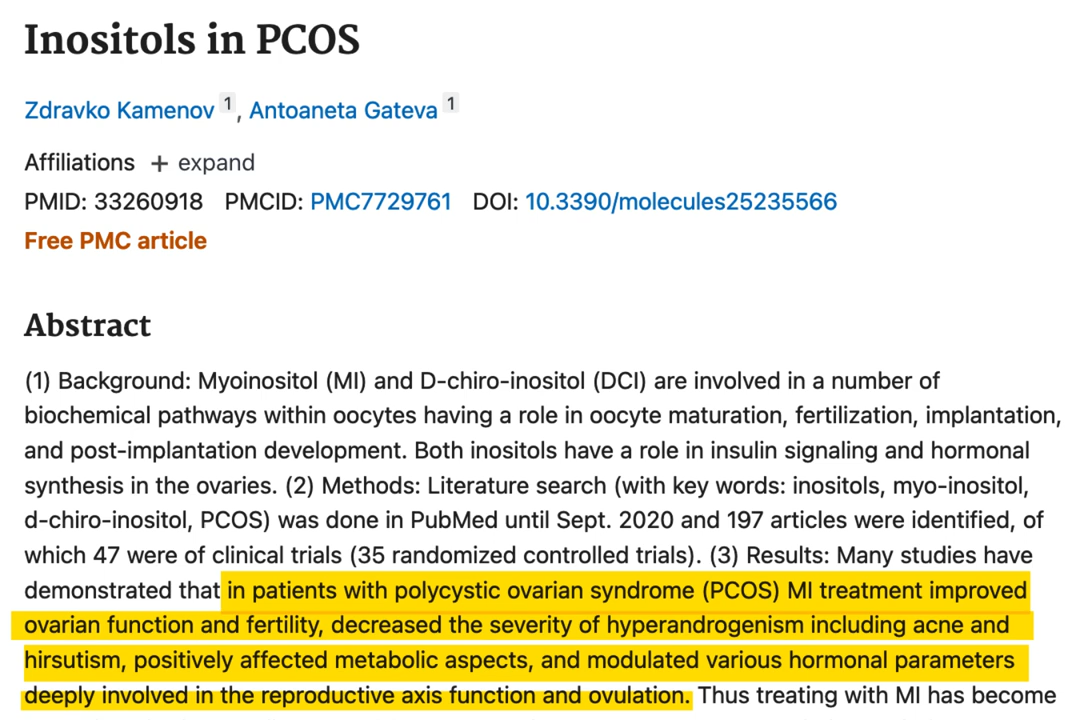 Inositols in PCOS
Zdravko Kamenov 1, Antoaneta Gateva 1
Affiliations + expand
PMID: 33260918 PMCID: PMC7729761 DOI: 10.3390/molecules25235566
Free PMC article
Abstract
(1) Background: Myoinositol (MI) and D-chiro-inositol (DCI) are involved in a number of
biochemical pathways within oocytes having a role in oocyte maturation, fertilization, implantation,
and post-implantation development. Both inositols have a role in insulin signaling and hormonal
synthesis in the ovaries. (2) Methods: Literature search (with key words: inositols, myo-inositol,
d-chiro-inositol, PCOS) was done in PubMed until Sept. 2020 and 197 articles were identified, of
which 47 were of clinical trials (35 randomized controlled trials). (3) Results: Many studies have
demonstrated that in patients with polycystic ovarian syndrome (PCOS) MI treatment improved
ovarian function and fertility, decreased the severity of hyperandrogenism including acne and
hirsutism, positively affected metabolic aspects, and modulated various hormonal parameters
deeply involved in the reproductive axis function and ovulation. Thus treating with MI has become